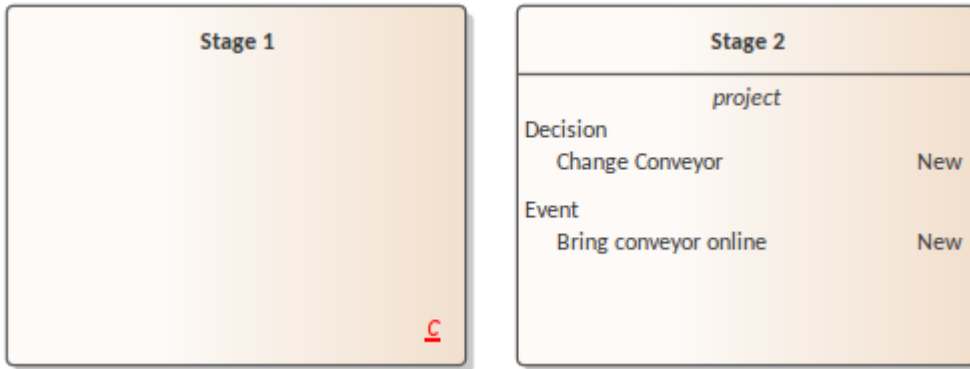 Stage 1
C
Stage 2
project
Decision
Change Conveyor New
Event
Bring conveyor online New